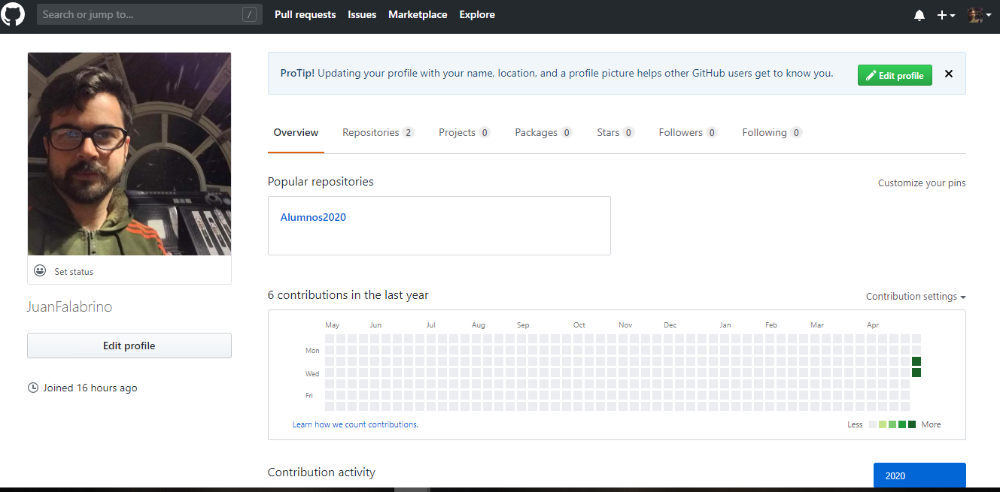 Search or jump to...
/
Pull requests Issues Marketplace Explore
ProTip! Updating your profile with your name, location, and a profile picture helps other GitHub users get to know you.
Edit profile
Overview Repositories 2 Projects 0 Packages 0 Stars 0 Followers 0 Following 0
Popular repositories
Customize your pins
Alumnos2020
Set status
JuanFalabrino
Edit profile
Joined 16 hours ago
6 contributions in the last year
Contribution settings
May Jun Jul Aug Sep Oct Nov Dec Jan Feb Mar Apr
Mon
Wed
Fri
Learn how we count contributions.
Less More
Contribution activity
2020